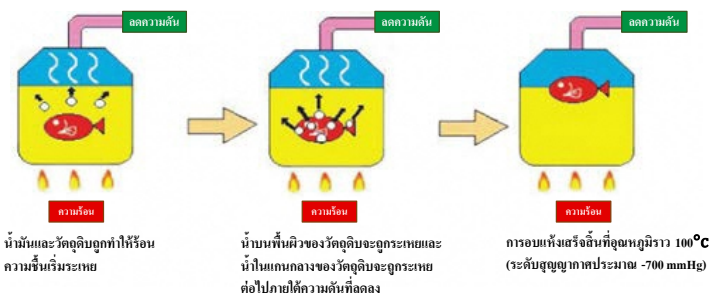 ลดความดัน
ลดความดัน
ลดความดัน
ความร้อน
ความร้อน
ความร้อน
น้ำมันและวัตถุดิบถูกทำให้ร้อน
ความชื้นเริ่มระเหย
น้ำบนพื้นผิวของวัตถุดิบจะถูกระเหยและ
น้ำในแกนกลางของวัตถุดิบจะถูกระเหย
ต่อไปภายใต้ความดันที่ลดลง
การอบแห้งเสร็จสิ้นที่อุณหภูมิราว 100°C
(ระดับสุญญากาศประมาณ -700 mmHg)